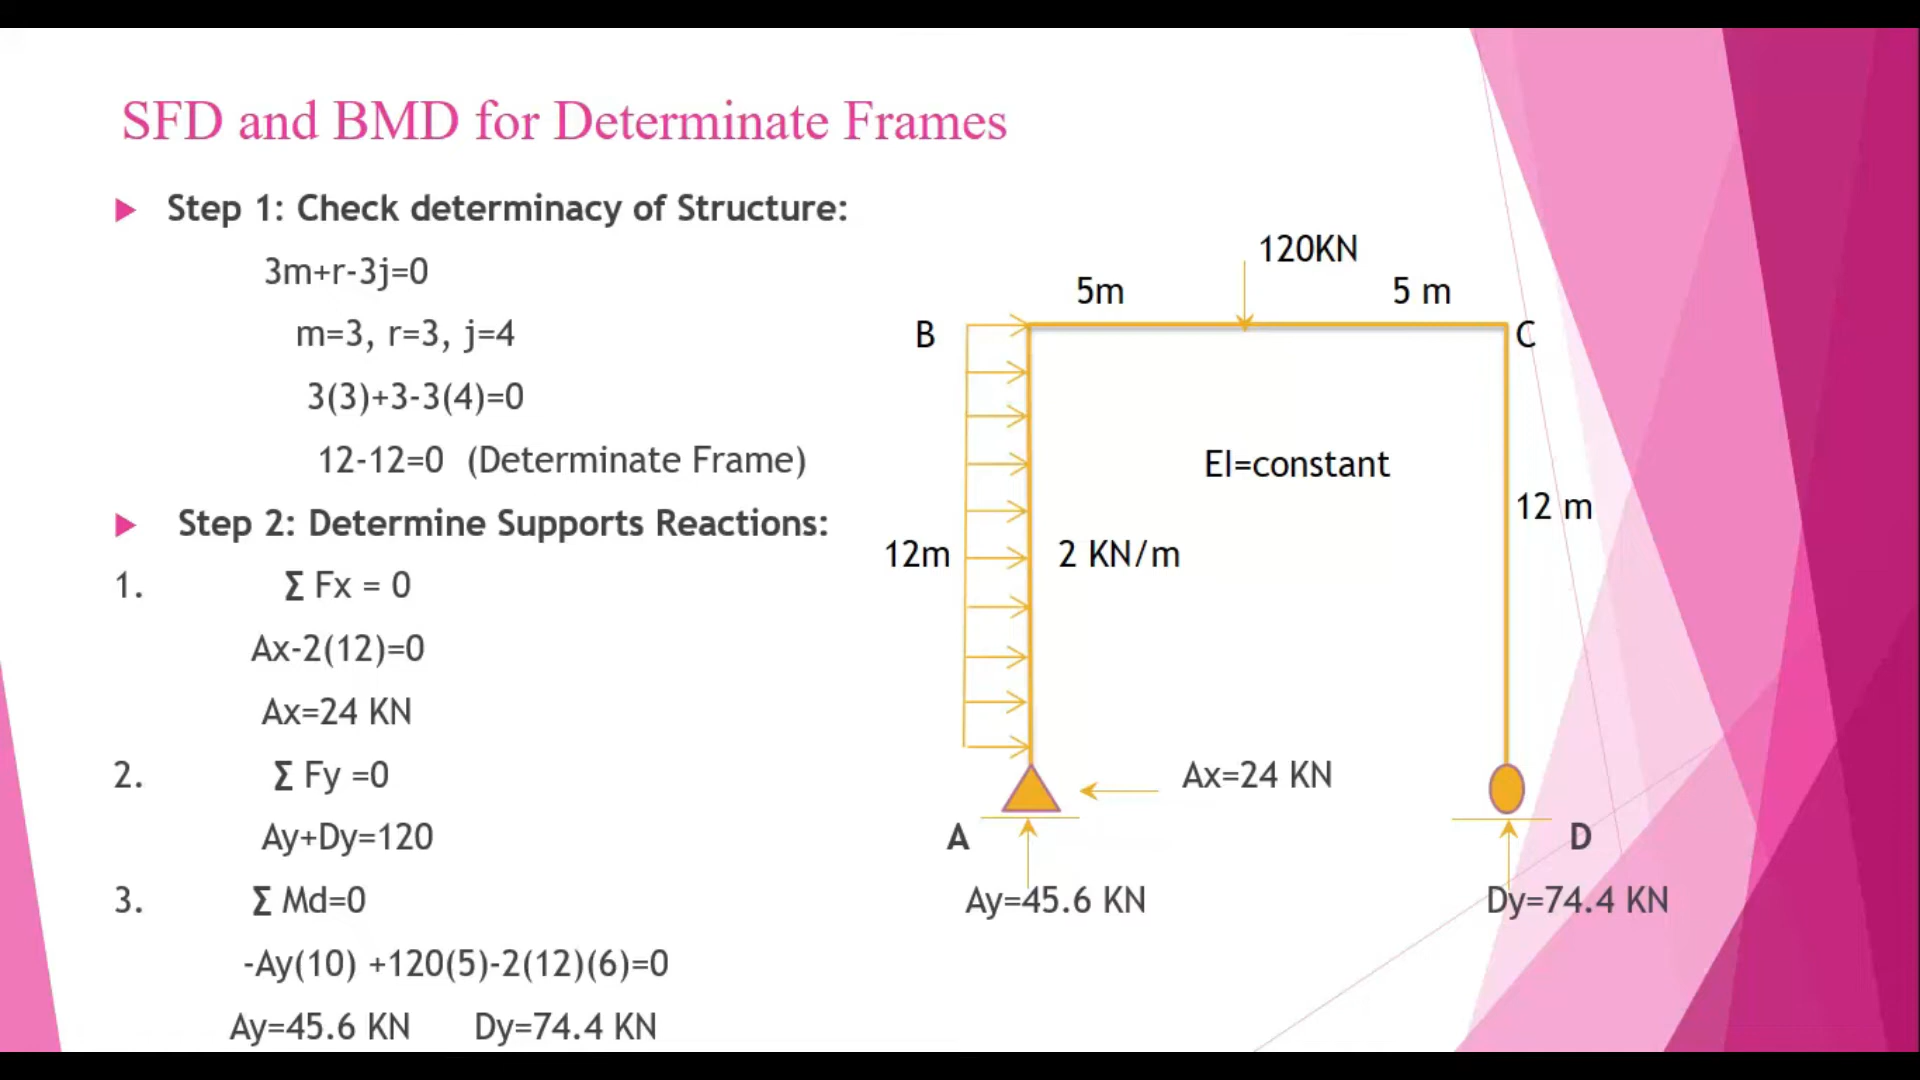 SFD and BMD for Determinate Frames
Step 1: Check determinacy of Structure:
3m+r-3j=0
m=3, r=3, j=4
3(3)+3-3(4)=0
12-12=0 (Determinate Frame)
Step 2: Determine Supports Reactions:
1. Σ Fx = 0
Ax-2(12)=0
Ax=24 KN
2. Σ Fy =0
Ay+Dy=120
3. Σ Md=0
-Ay(10) +120(5)-2(12)(6)=0
Ay=45.6 KN Dy=74.4 KN
120KN
5m 5 m
B C
EI=constant
12 m
12m 2 KN/m
Ax=24 KN
A D
Ay=45.6 KN Dy=74.4 KN